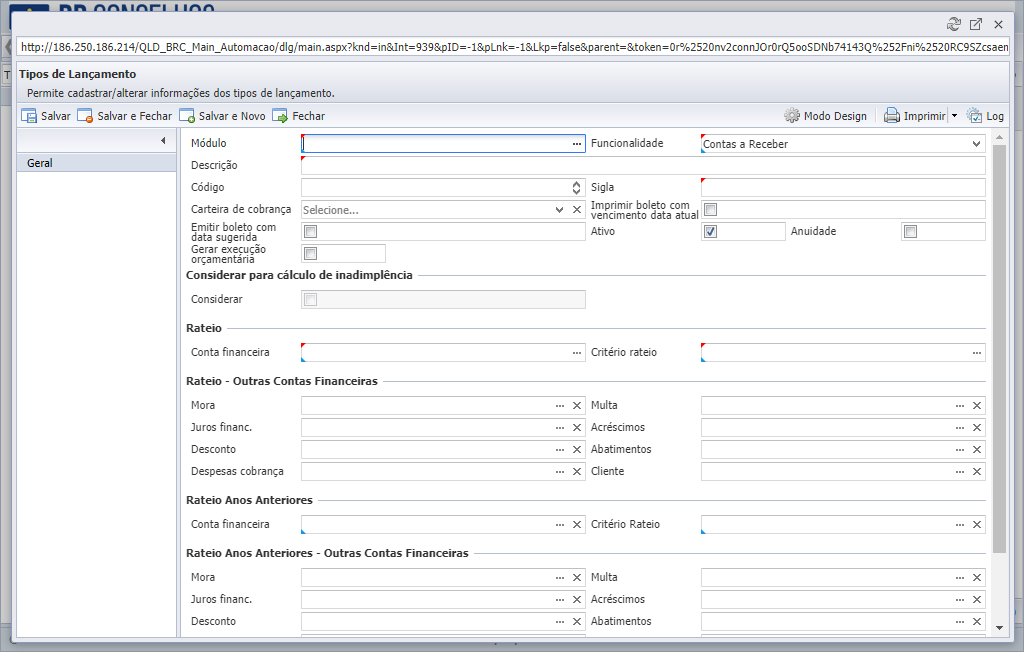 BR CONSELHOS
http://186.250.186.214/QLD_BRC_Main_Automacao/dlg/main.aspx?knd=in&Int=939&pID=-1&pLnk=-1&Lkp=false&parent=&token=0r%2520nv2connJOr0rQ5ooSDNb74143Q%252Fni%2520RC9SZcsaem
Tipos de Lançamento
Permite cadastrar/alterar informações dos tipos de lançamento.
Salvar Salvar e Fechar Salvar e Novo Fechar Modo Design Imprimir Log
Geral
Módulo Funcionalidade Contas a Receber
Descrição
Código Sigla
Carteira de cobrança Selecione... Imprimir boleto com vencimento data atual
Emitir boleto com data sugerida Ativo Anuidade
Gerar execução orçamentária
Considerar para cálculo de inadimplência
Considerar
Rateio
Conta financeira Critério rateio
Rateio - Outras Contas Financeiras
Mora Multa
Juros financ. Acréscimos
Desconto Abatimentos
Despesas cobrança Cliente
Rateio Anos Anteriores
Conta financeira Critério Rateio
Rateio Anos Anteriores - Outras Contas Financeiras
Mora Multa
Juros financ. Acréscimos
Desconto Abatimentos